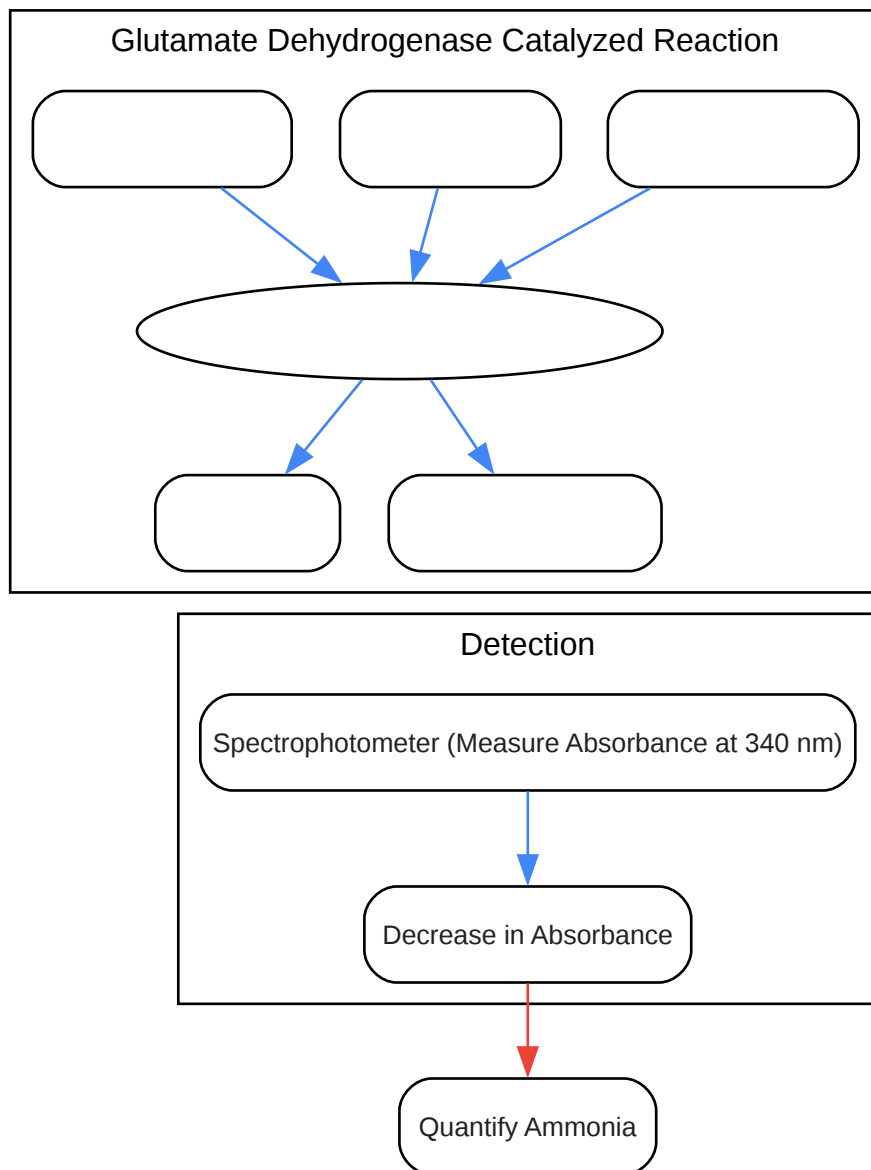 Glutamate Dehydrogenase Catalyzed Reaction
Detection
Spectrophotometer (Measure Absorbance at 340 nm)
Decrease in Absorbance
Quantify Ammonia